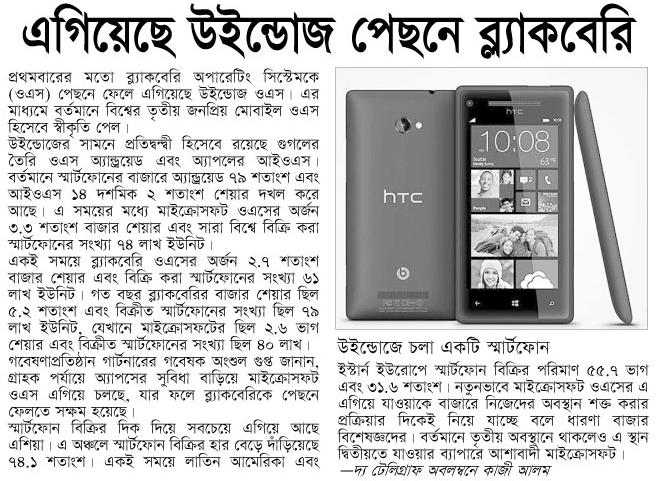 এগিয়েছে উইন্ডোজ পেছনে ব্ল্যাকবেরি
প্রথমবারের মতো ব্ল্যাকবেরি অপারেটিং সিস্টেমকে
(ওএস) পেছনে ফেলে এগিয়েছে উইন্ডোজ ওএস। এর
মাধ্যমে বর্তমানে বিশ্বের তৃতীয় জনপ্রিয় মোবাইল ওএস
হিসেবে স্বীকৃতি পেল।
উইন্ডোজের সামনে প্রতিদ্বন্দ্বী হিসেবে রয়েছে গুগলের
তৈরি ওএস অ্যান্ড্রয়েড এবং অ্যাপলের আইওএস।
বর্তমানে স্মার্টফোনের বাজারে অ্যান্ড্রয়েড ৭৯ শতাংশ এবং
আইওএস ১৪ দশমিক ২ শতাংশ শেয়ার দখল করে
আছে। এ সময়ের মধ্যে মাইক্রোসফট ওএসের অর্জন
৩.৩ শতাংশ বাজার শেয়ার এবং সারা বিশ্বে বিক্রি করা
স্মার্টফোনের সংখ্যা ৭৪ লাখ ইউনিট।
একই সময়ে ব্ল্যাকবেরি ওএসের অর্জন ২.৭ শতাংশ
বাজার শেয়ার এবং বিক্রি করা স্মার্টফোনের সংখ্যা ৬১
লাখ ইউনিট। গত বছর ব্ল্যাকবেরির বাজার শেয়ার ছিল
৫.২ শতাংশ এবং বিক্রীত স্মার্টফোনের সংখ্যা ছিল ৭৯
লাখ ইউনিট, যেখানে মাইক্রোসফটের ছিল ২.৬ ভাগ
শেয়ার এবং বিক্রীত স্মার্টফোনের সংখ্যা ছিল ৪০ লাখ।
গবেষণাপ্রতিষ্ঠান গার্টনারের গবেষক অংশুল গুপ্ত জানান,
গ্রাহক পর্যায়ে অ্যাপসের সুবিধা বাড়িয়ে মাইক্রোসফট
ওএস এগিয়ে চলছে, যার ফলে ব্ল্যাকবেরিকে পেছনে
ফেলতে সক্ষম হয়েছে।
স্মার্টফোন বিক্রির দিক দিয়ে সবচেয়ে এগিয়ে আছে
এশিয়া। এ অঞ্চলে স্মার্টফোন বিক্রির হার বেড়ে দাঁড়িয়েছে
৭৪.১ শতাংশ। একই সময়ে লাতিন আমেরিকা এবং
hTC
hTC
10:08
Seattle
63°F
Phone
People
উইন্ডোজে চলা একটি স্মার্টফোন
ইস্টার্ন ইউরোপে স্মার্টফোন বিক্রির পরিমাণ ৫৫.৭ ভাগ
এবং ৩১.৬ শতাংশ। নতুনভাবে মাইক্রোসফট ওএসের এ
এগিয়ে যাওয়াকে বাজারে নিজেদের অবস্থান শক্ত করার
প্রক্রিয়ার দিকেই নিয়ে যাচ্ছে বলে ধারণা বাজার
বিশেষজ্ঞদের। বর্তমানে তৃতীয় অবস্থানে থাকলেও এ স্থান
দ্বিতীয়তে যাওয়ার ব্যাপারে আশাবাদী মাইক্রোসফট।
—দ্য টেলিগ্রাফ অবলম্বনে কাজী আলম